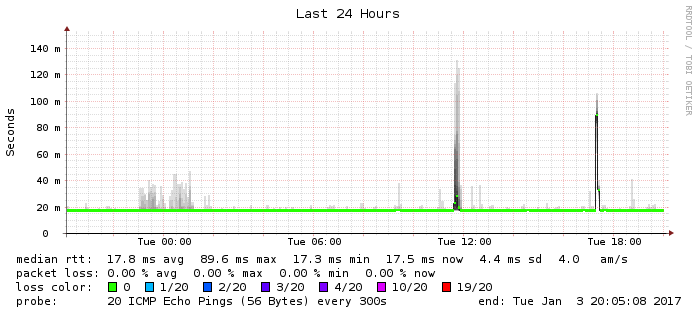 Last 24 Hours
RRDTOOL / TOBI OETIKER
Seconds
140 m
120 m
100 m
80 m
60 m
40 m
20 m
0
Tue 00:00 Tue 06:00 Tue 12:00 Tue 18:00
median rtt: 17.8 ms avg 89.6 ms max 17.3 ms min 17.5 ms now 4.4 ms sd 4.0 am/s
packet loss: 0.00 % avg 0.00 % max 0.00 % min 0.00 % now
loss color: 0 1/20 2/20 3/20 4/20 10/20 19/20
probe: 20 ICMP Echo Pings (56 Bytes) every 300s end: Tue Jan 3 20:05:08 2017